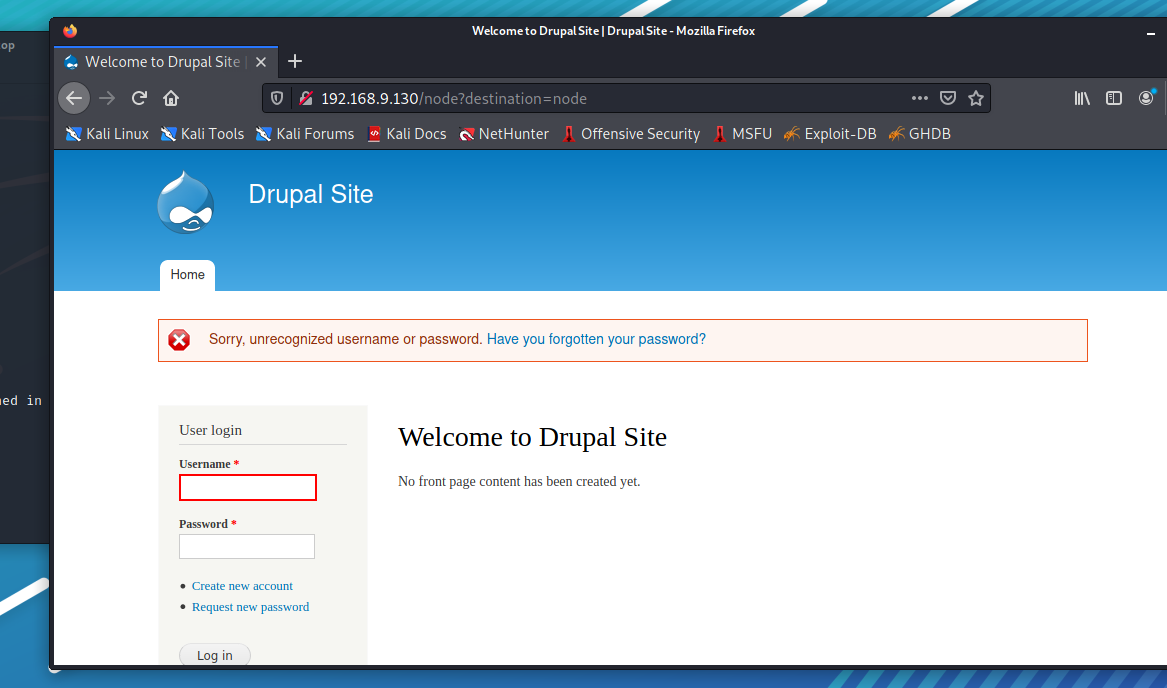 Welcome to Drupal Site | Drupal Site - Mozilla Firefox
op
Welcome to Drupal Site |
192.168.9.130/node?destination=node
Kali Linux Kali Tools Kali Forums Kali Docs NetHunter Offensive Security MSFU Exploit-DB GHDB
Drupal Site
Home
Sorry, unrecognized username or password. Have you forgotten your password?
ned in
User login
Username *
Password *
Create new account
Request new password
Log in
Welcome to Drupal Site
No front page content has been created yet.